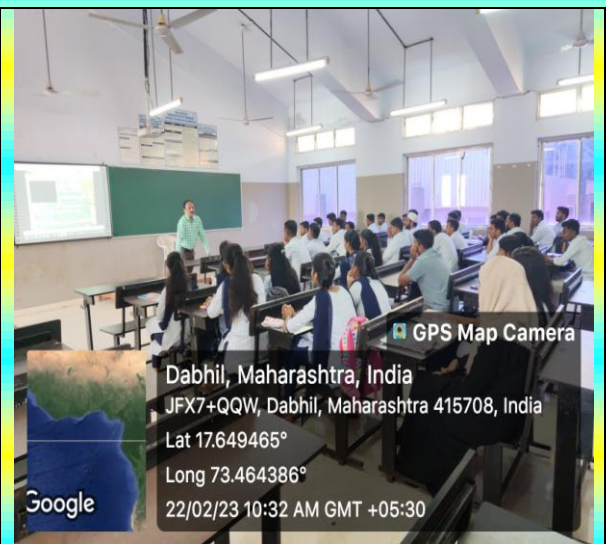 GPS Map Camera
Dabhil, Maharashtra, India
JFX7+QQW, Dabhil, Maharashtra 415708, India
Lat 17.649465°
Long 73.464386°
22/02/23 10:32 AM GMT +05:30
Google